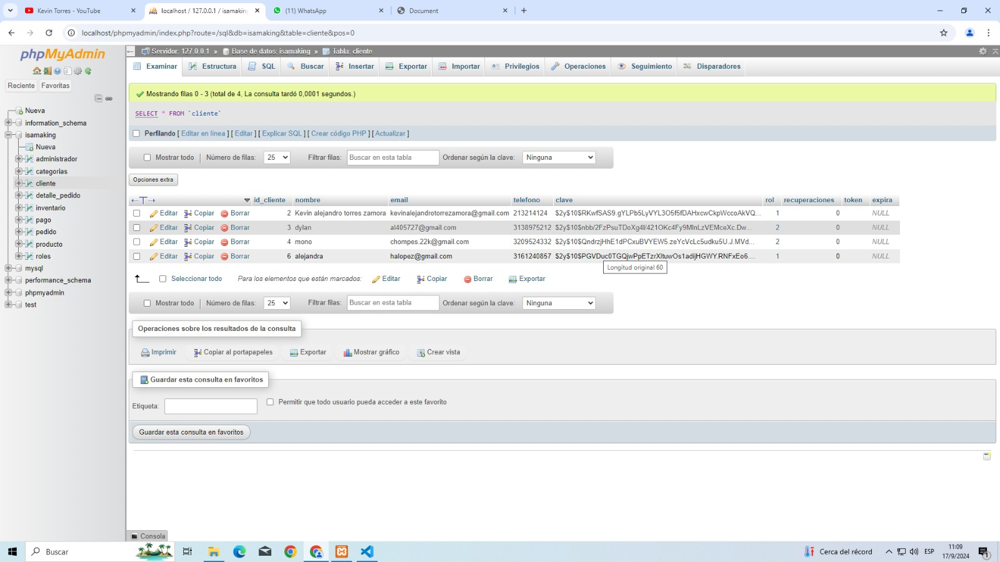 Kevin Torres - YouTube
localhost / 127.0.0.1 / isamaking
(11) WhatsApp
Document
localhost/phpmyadmin/index.php?route=/sql&db=isamaking&table=cliente&pos=0
phpMyAdmin
Reciente
Favoritas
Nueva
information_schema
isamaking
Nueva
administrador
categorias
cliente
detalle_pedido
inventario
pago
pedido
producto
roles
mysql
performance_schema
phpmyadmin
test
Servidor: 127.0.0.1 » Base de datos: isamaking » Tabla: cliente
Examinar Estructura SQL Buscar Insertar Exportar Importar Privilegios Operaciones Seguimiento Disparadores
Mostrando filas 0 - 3 (total de 4, La consulta tardó 0,0001 segundos.)
SELECT * FROM `cliente`
Perfilando [ Editar en línea ] [ Editar ] [ Explicar SQL ] [ Crear código PHP ] [ Actualizar ]
Mostrar todo | Número de filas: 25 Filtrar filas: Buscar en esta tabla Ordenar según la clave: Ninguna
Opciones extra
id_cliente nombre email telefono clave rol recuperaciones token expira
Editar Copiar Borrar 2 Kevin alejandro torres zamora kevinalejandrotorrezamora@gmail.com 213214124 $2y$10$RKwfSAS9.gYLPb5LyVYL3O5f5fDAHxcwCkpWccoAkVQ... 1 0 NULL
Editar Copiar Borrar 3 dylan al405727@gmail.com 3138975212 $2y$10$nbb/2FzPsuTDoXg4l/421OKc4Fy9MlnLzVEMceXc.Dw... 2 0 NULL
Editar Copiar Borrar 4 mono chompes.22k@gmail.com 3209524332 $2y$10$QndrzjHhE1dPCxuBVYEW5.zeYcVcLc5udku5U.J.MVd... 2 0 NULL
Editar Copiar Borrar 6 alejandra halopez@gmail.com 3161240857 $2y$10$PGVDuc0TGQjwPpETzrXltuwOs1adijHGWY.RNFxEo6.... 1 0 NULL
Longitud original 60
Seleccionar todo Para los elementos que están marcados: Editar Copiar Borrar Exportar
Mostrar todo | Número de filas: 25 Filtrar filas: Buscar en esta tabla Ordenar según la clave: Ninguna
Operaciones sobre los resultados de la consulta
Imprimir Copiar al portapapeles Exportar Mostrar gráfico Crear vista
Guardar esta consulta en favoritos
Etiqueta: Permitir que todo usuario pueda acceder a este favorito
Guardar esta consulta en favoritos
Consola
Buscar
Cerca del récord
ESP
11:09
17/9/2024
1